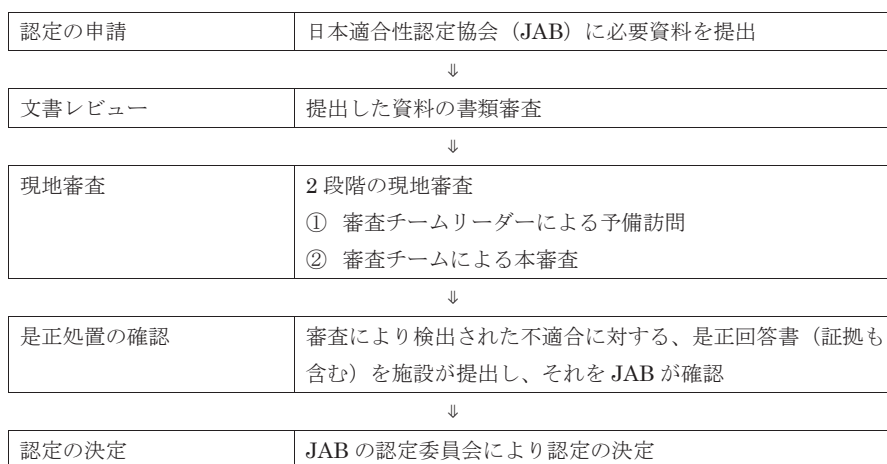 認定の申請 日本適合性認定協会（JAB）に必要資料を提出
⇓
文書レビュー 提出した資料の書類審査
⇓
現地審査 2 段階の現地審査
① 審査チームリーダーによる予備訪問
② 審査チームによる本審査
⇓
是正処置の確認 審査により検出された不適合に対する、是正回答書（証拠も
含む）を施設が提出し、それを JAB が確認
⇓
認定の決定 JAB の認定委員会により認定の決定